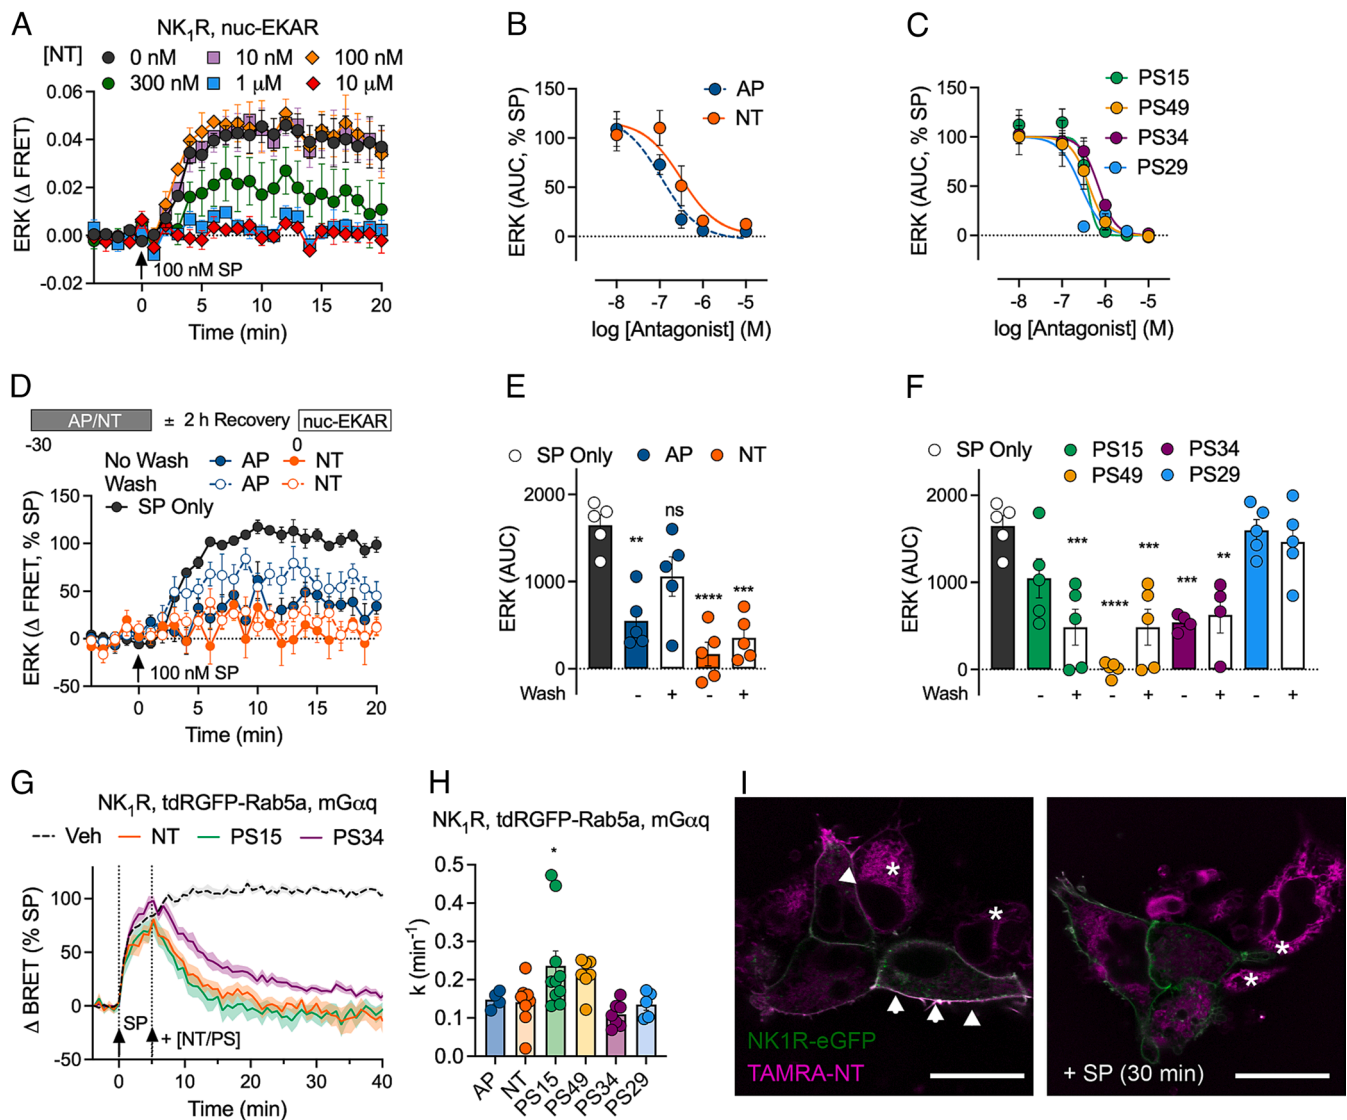 A
NK1R, nuc-EKAR
[NT] 0 nM 10 nM 100 nM
300 nM 1 μM 10 μM
ERK (Δ FRET)
0.06
0.04
0.02
0.00
-0.02
100 nM SP
0 5 10 15 20
Time (min)
B
AP
NT
ERK (AUC, % SP)
150
100
50
0
-8 -7 -6 -5
log [Antagonist] (M)
C
PS15
PS49
PS34
PS29
ERK (AUC, % SP)
150
100
50
0
-8 -7 -6 -5
log [Antagonist] (M)
D
AP/NT ± 2 h Recovery nuc-EKAR
-30 0
No Wash AP NT
Wash AP NT
SP Only
ERK (Δ FRET, % SP)
150
100
50
0
-50
100 nM SP
0 5 10 15 20
Time (min)
E
SP Only AP NT
ERK (AUC)
2000
1000
0
** ns **** ***
Wash - + - +
F
SP Only PS15 PS34
PS49 PS29
ERK (AUC)
2000
1000
0
*** **** *** *** **
Wash - + - + - + - +
G
NK1R, tdRGFP-Rab5a, mGαq
Veh NT PS15 PS34
Δ BRET (% SP)
100
50
0
-50
SP + [NT/PS]
0 10 20 30 40
Time (min)
H
NK1R, tdRGFP-Rab5a, mGαq
k (min-1)
0.5
0.4
0.3
0.2
0.1
0.0
*
AP NT PS15 PS49 PS34 PS29
I
* *
NK1R-eGFP
TAMRA-NT
* *
+ SP (30 min)